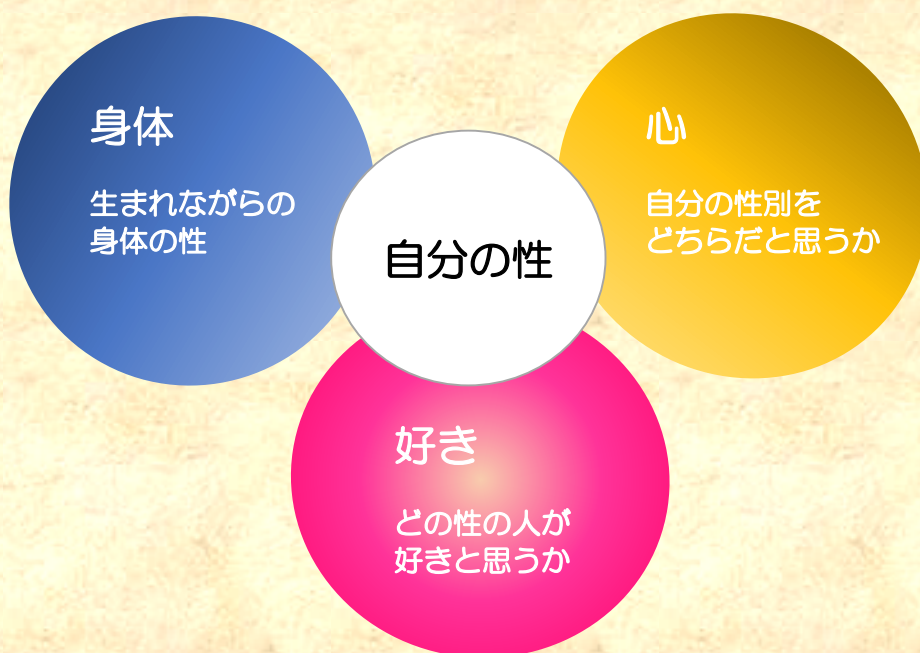 身体
生まれながらの
身体の性
心
自分の性別を
どちらだと思うか
自分の性
好き
どの性の人が
好きと思うか